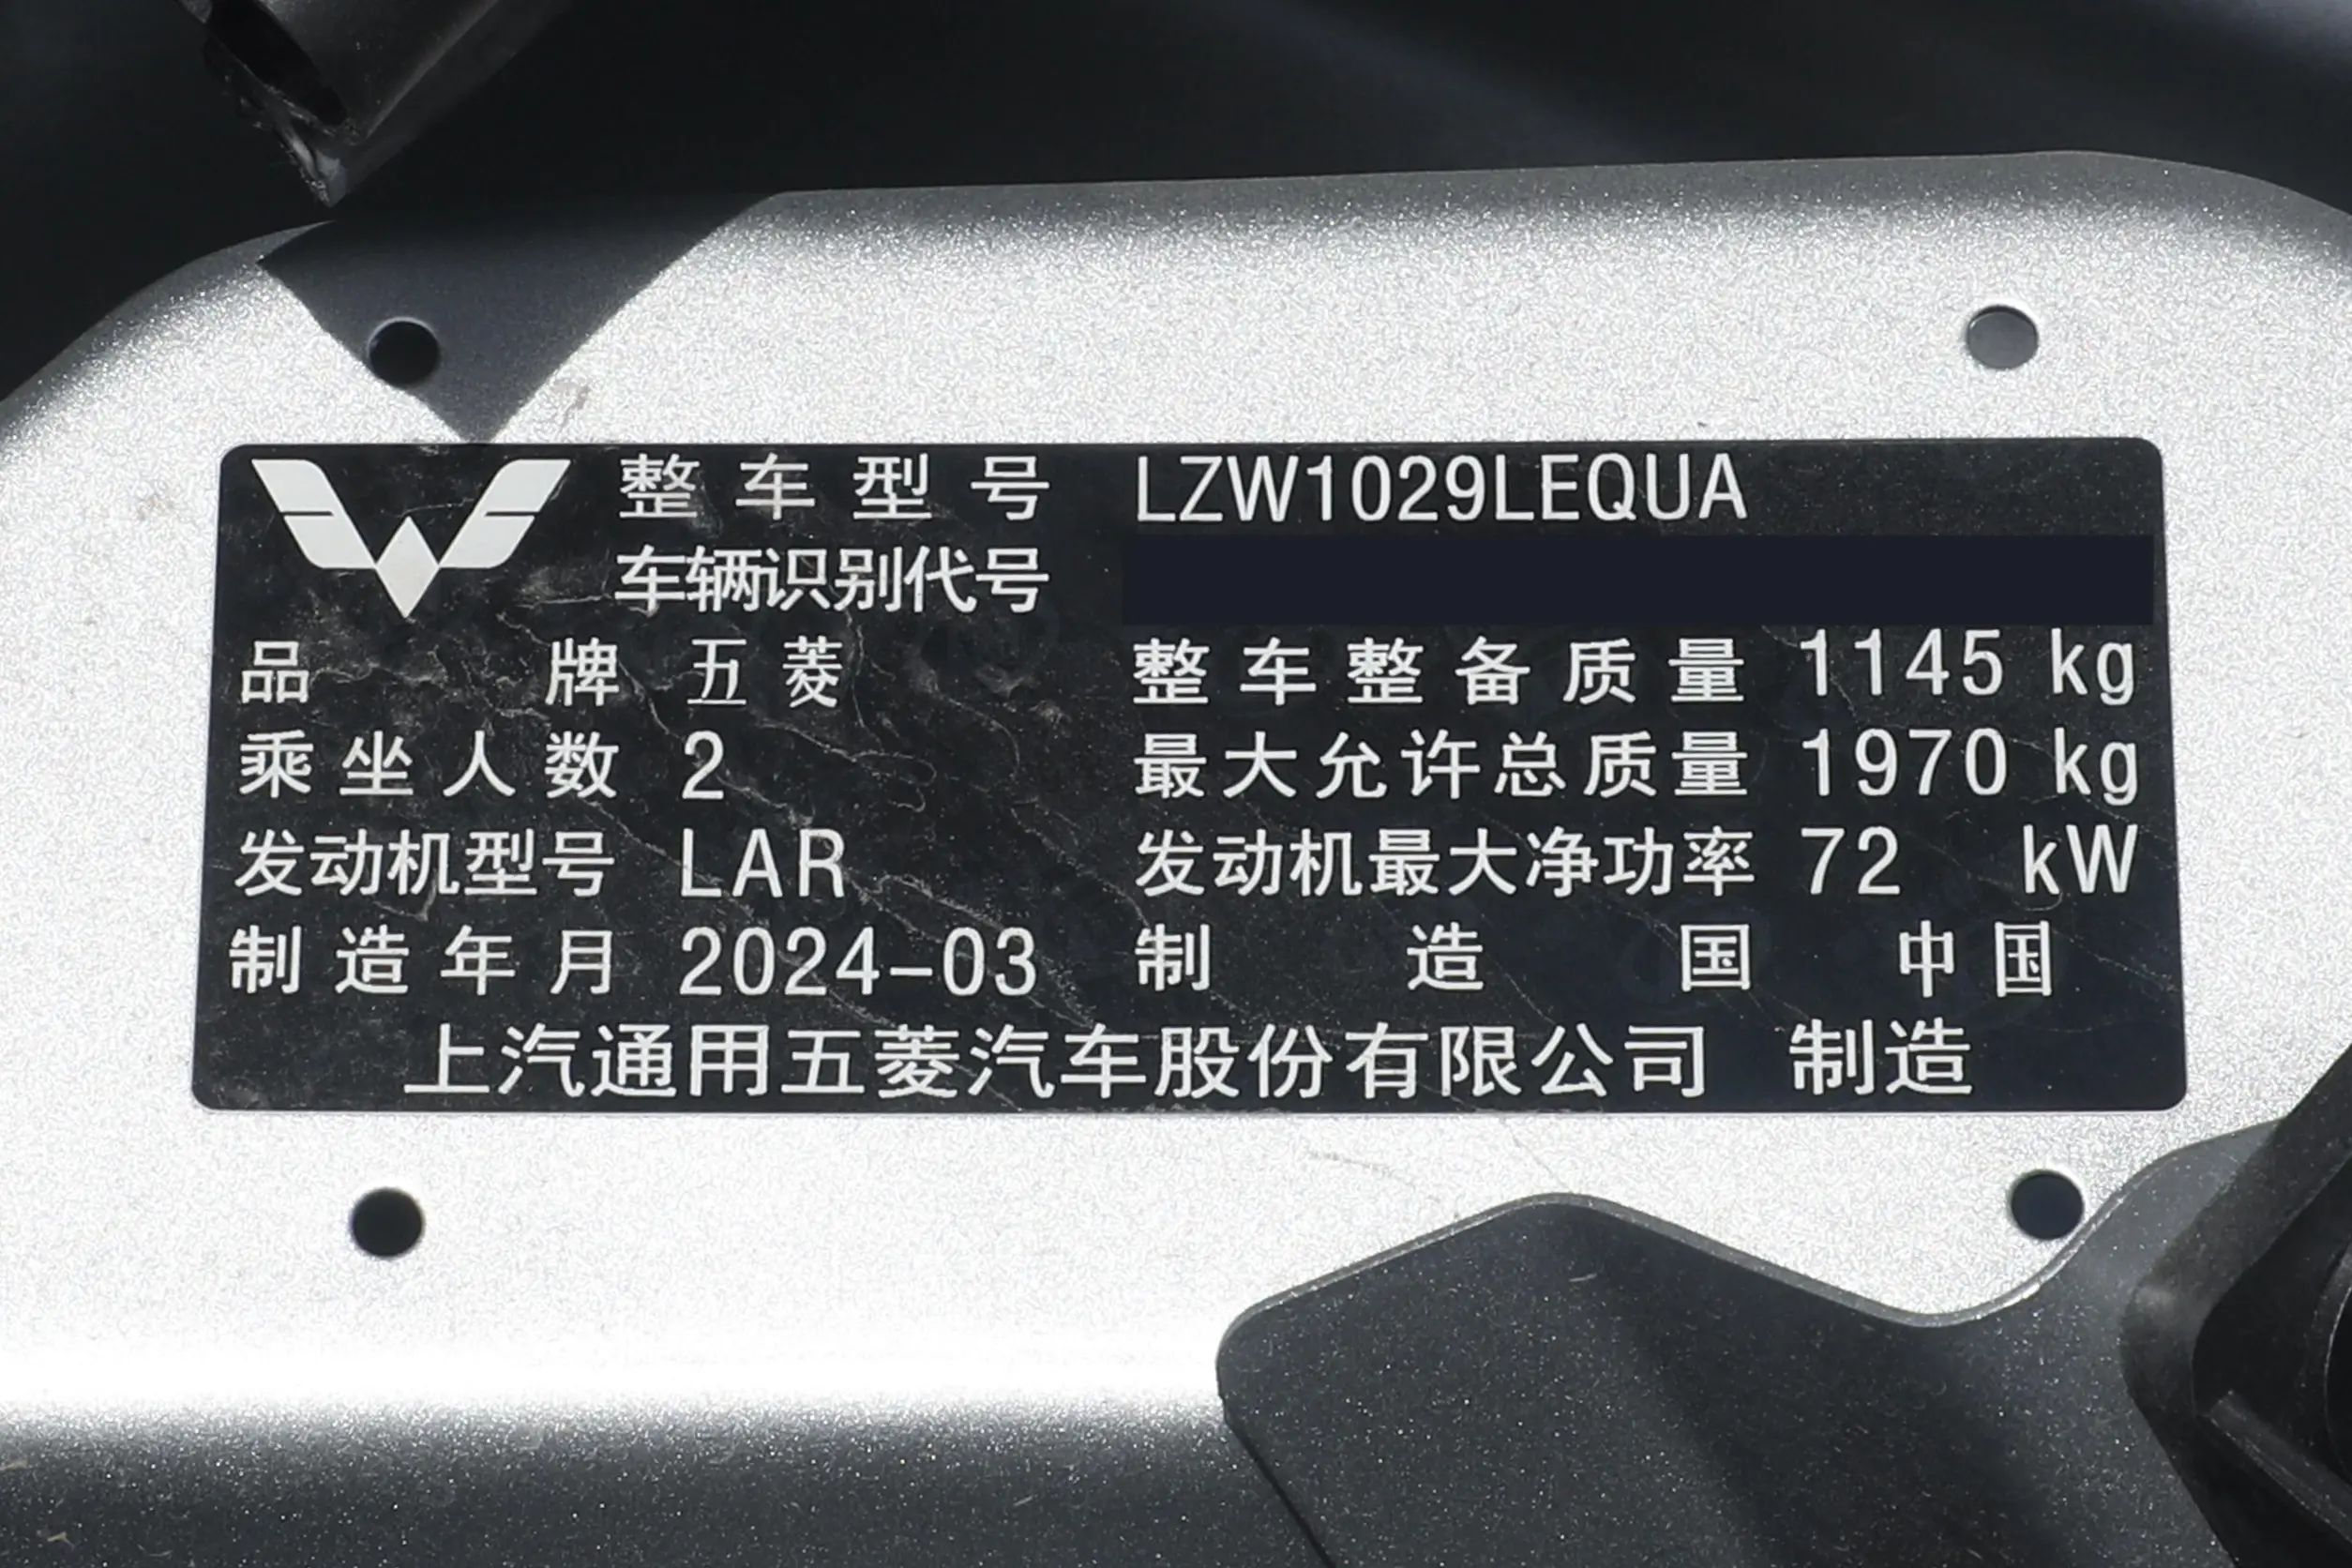 整车型号 LZW1029LEQUA
车辆识别代号
品牌 五菱 整车整备质量 1145 kg
乘坐人数 2 最大允许总质量 1970 kg
发动机型号 LAR 发动机最大净功率 72 kW
制造年月 2024-03 制造国 中国
上汽通用五菱汽车股份有限公司 制造